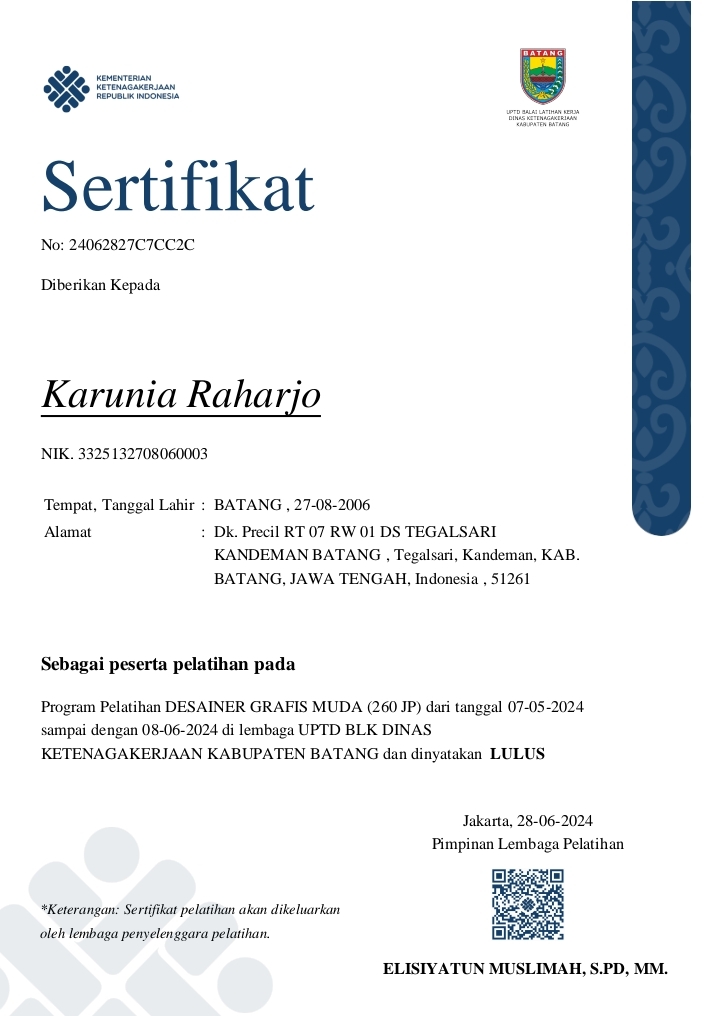 KEMENTERIAN
KETENAGAKERJAAN
REPUBLIK INDONESIA
BATANG
UPTD BALAI LATIHAN KERJA
DINAS KETENAGAKERJAAN
KABUPATEN BATANG
Sertifikat
No: 24062827C7CC2C
Diberikan Kepada
Karunia Raharjo
NIK. 3325132708060003
Tempat, Tanggal Lahir : BATANG , 27-08-2006
Alamat : Dk. Precil RT 07 RW 01 DS TEGALSARI
KANDEMAN BATANG , Tegalsari, Kandeman, KAB.
BATANG, JAWA TENGAH, Indonesia , 51261
Sebagai peserta pelatihan pada
Program Pelatihan DESAINER GRAFIS MUDA (260 JP) dari tanggal 07-05-2024
sampai dengan 08-06-2024 di lembaga UPTD BLK DINAS
KETENAGAKERJAAN KABUPATEN BATANG dan dinyatakan LULUS
Jakarta, 28-06-2024
Pimpinan Lembaga Pelatihan
*Keterangan: Sertifikat pelatihan akan dikeluarkan
oleh lembaga penyelenggara pelatihan.
ELISIYATUN MUSLIMAH, S.PD, MM.